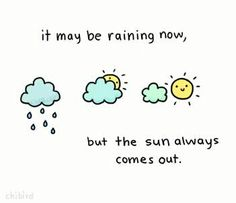 it may be raining now,
but the sun always
comes out.
chibird